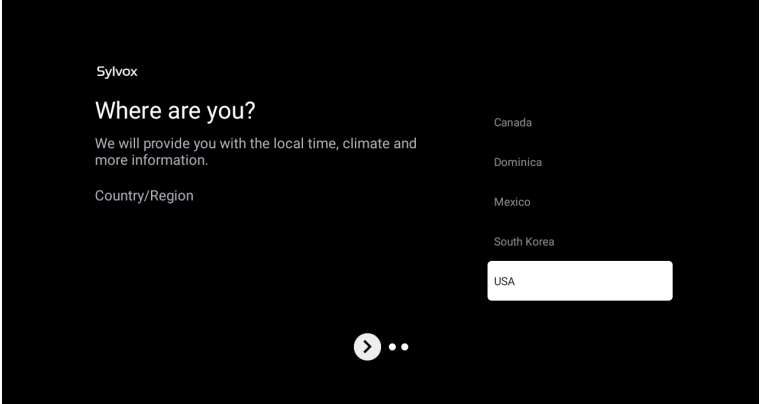 Sylvox
Where are you?
We will provide you with the local time, climate and
more information.
Country/Region
Canada
Dominica
Mexico
South Korea
USA